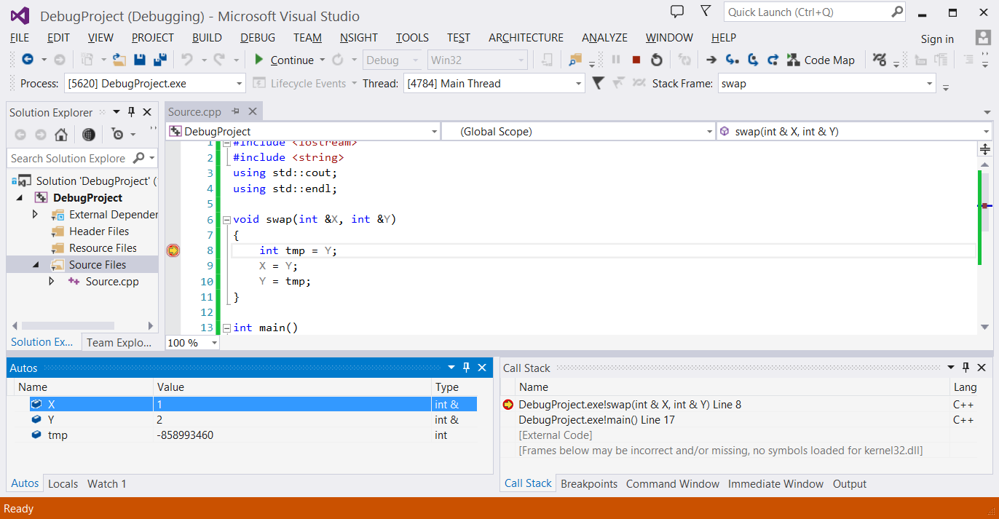 DebugProject (Debugging) - Microsoft Visual Studio
Quick Launch (Ctrl+Q)
FILE EDIT VIEW PROJECT BUILD DEBUG TEAM NSIGHT TOOLS TEST ARCHITECTURE ANALYZE WINDOW HELP Sign in
Continue Debug Win32 Code Map
Process: [5620] DebugProject.exe Lifecycle Events Thread: [4784] Main Thread Stack Frame: swap
Solution Explorer
Search Solution Explore
Solution 'DebugProject' (
DebugProject
External Depender
Header Files
Resource Files
Source Files
Source.cpp
Solution Ex... Team Explo...
Source.cpp
DebugProject (Global Scope) swap(int & X, int & Y)
1 #include <iostream>
2 #include <string>
3 using std::cout;
4 using std::endl;
5
6 void swap(int &X, int &Y)
7 {
8 int tmp = Y;
9 X = Y;
10 Y = tmp;
11 }
12
13 int main()
100 %
Autos
Name Value Type
X 1 int &
Y 2 int &
tmp -858993460 int
Autos Locals Watch 1
Call Stack
Name Lang
DebugProject.exe!swap(int & X, int & Y) Line 8 C++
DebugProject.exe!main() Line 17 C++
[External Code]
[Frames below may be incorrect and/or missing, no symbols loaded for kernel32.dll]
Call Stack Breakpoints Command Window Immediate Window Output
Ready